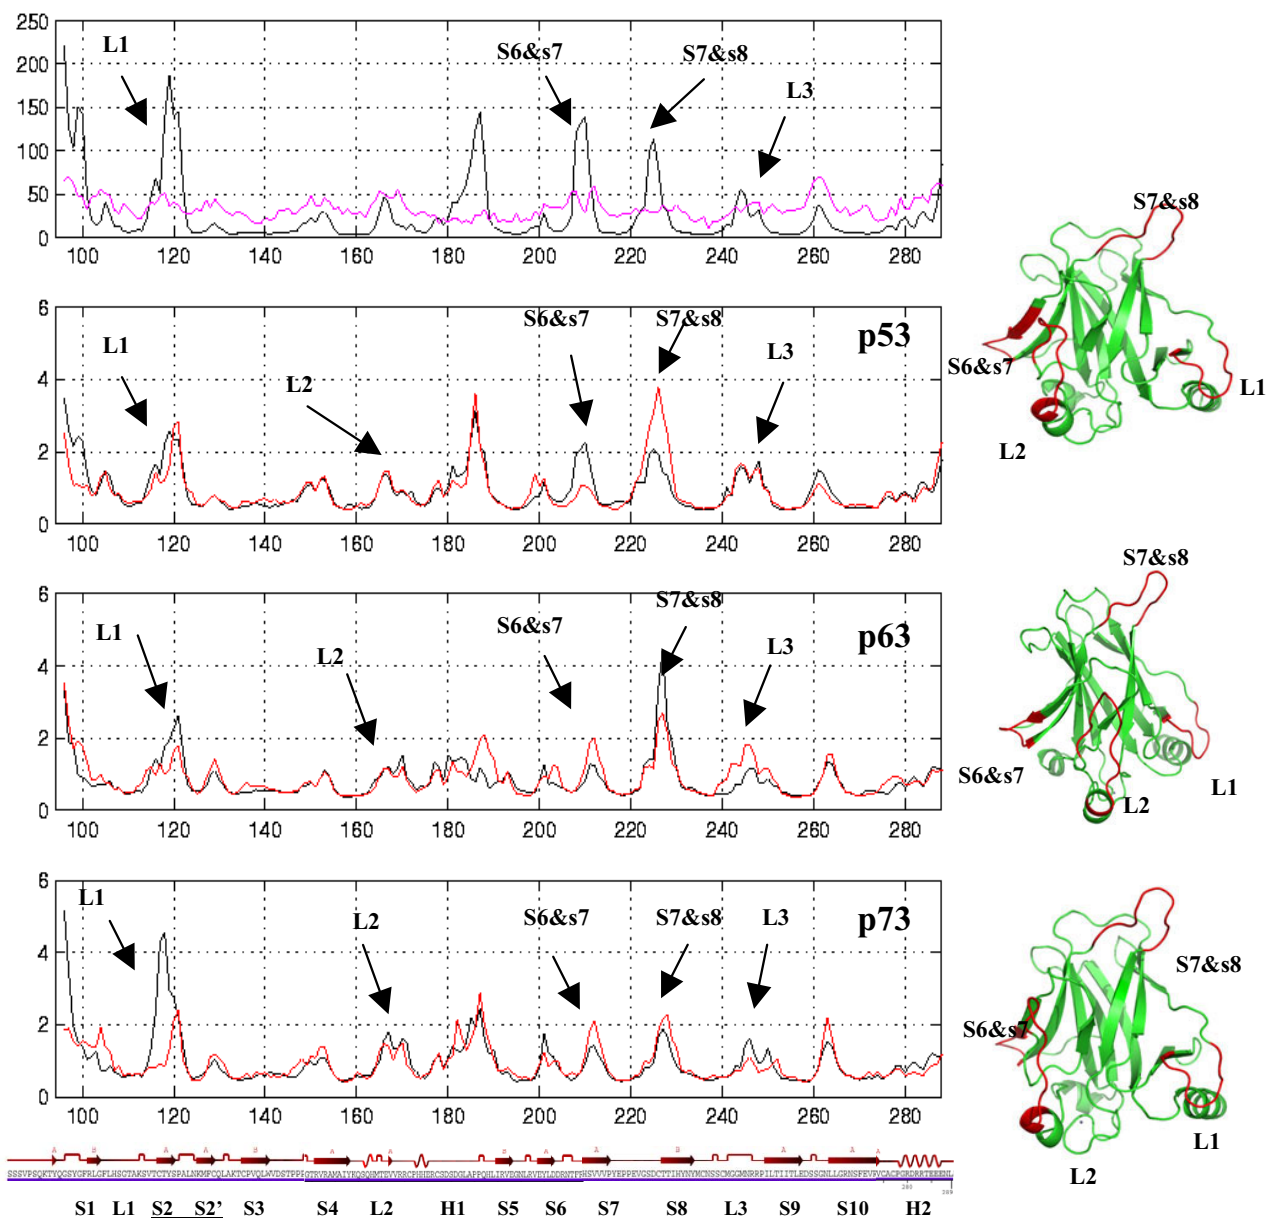 250
200
150
100
50
0
L1
S6&s7
S7&s8
L3
100 120 140 160 180 200 220 240 260 280
6
4
2
0
L1
L2
S6&s7
S7&s8
L3
p53
100 120 140 160 180 200 220 240 260 280
6
4
2
0
L1
L2
S6&s7
S7&s8
L3
p63
100 120 140 160 180 200 220 240 260 280
6
4
2
0
L1
L2
S6&s7
S7&s8
L3
p73
100 120 140 160 180 200 220 240 260 280
S7&s8
S6&s7
L1
L2
S7&s8
S6&s7
L1
L2
S7&s8
S6&s7
L1
L2
SSSVPSQKTYQGSYGFRLGFLHSGTAKSVTCTYSPALNKMFCQLAKTCPVQLWVDSTPPPGTRVRAMAIYKQSQHMTEVVRRCPHHERCSDSDGLAPPQHLIRVEGNLRVEYLDDRNTFRHSVVVPYEPPEVGSDCTTIHYNYMCNSSCMGGMNRRPILTIITLEDSSGNLLGRNSFEVRVCACPGRDRRTEEENL
280 289
S1 L1 S2 S2’ S3 S4 L2 H1 S5 S6 S7 S8 L3 S9 S10 H2